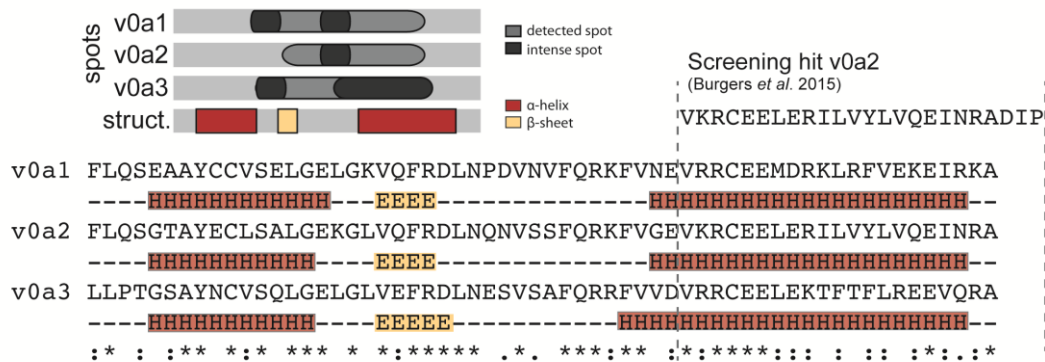 spots
v0a1
v0a2
v0a3
struct.
detected spot
intense spot
α-helix
β-sheet
Screening hit v0a2
(Burgers et al. 2015)
VKRCEELERILVYLVQEINRADIP
v0a1 FLQSEAAYCCVSELGELGKVQFRDLNPDVNVFQRKFVNEVRRCEEMDRKLRFVEKEIRKA
----HHHHHHHHHHHH---EEEE--------------HHHHHHHHHHHHHHHHHHHHH--
v0a2 FLQSGTAYECLSALGEKGLVQFRDLNQNVSSFQRKFVGEVKRCEELERILVYLVQEINRA
----HHHHHHHHHHH----EEEE--------------HHHHHHHHHHHHHHHHHHHHH--
v0a3 LLPTGSAYNCVSQLGELGLVEFRDLNESVSAFQRRFVVDVRRCEELEKTFTFLREEVQRA
----HHHHHHHHHHH----EEEEE-----------HHHHHHHHHHHHHHHHHHHHHHH--
:* : :** * *** * *:***** .*. ***:** :*:****::: : :: :*:.:*